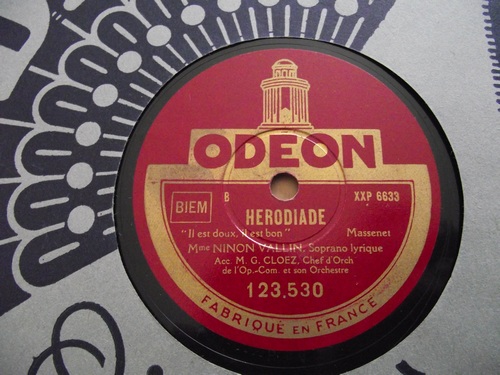 ODEON
BIEM
B
XXP 6633
HERODIADE
"Il est doux, il est bon"
Massenet
Mme NINON VALLIN, Soprano lyrique
Acc. M. G. CLOEZ, Chef d'Orch
de l'Op.-Com. et son Orchestre
123,530
FABRIQUÉ EN FRANCE